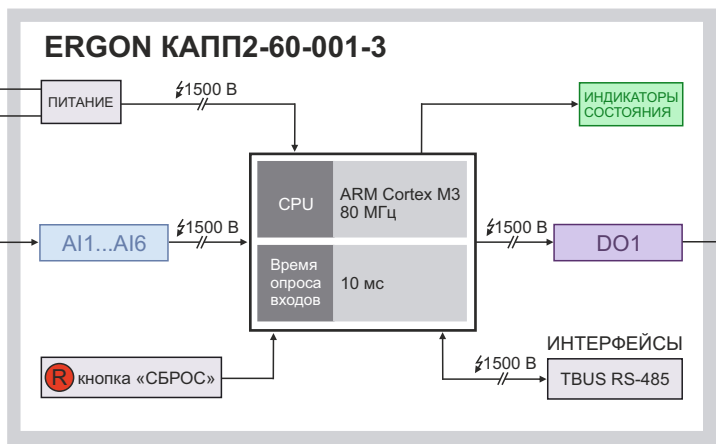 ERGON КАПП2-60-001-3
ПИТАНИЕ
1500 В
ИНДИКАТОРЫ
СОСТОЯНИЯ
CPU
ARM Cortex M3
80 МГц
AI1...AI6
1500 В
1500 В
DO1
Время
опроса
входов
10 мс
R кнопка «СБРОС»
1500 В
ИНТЕРФЕЙСЫ
TBUS RS-485